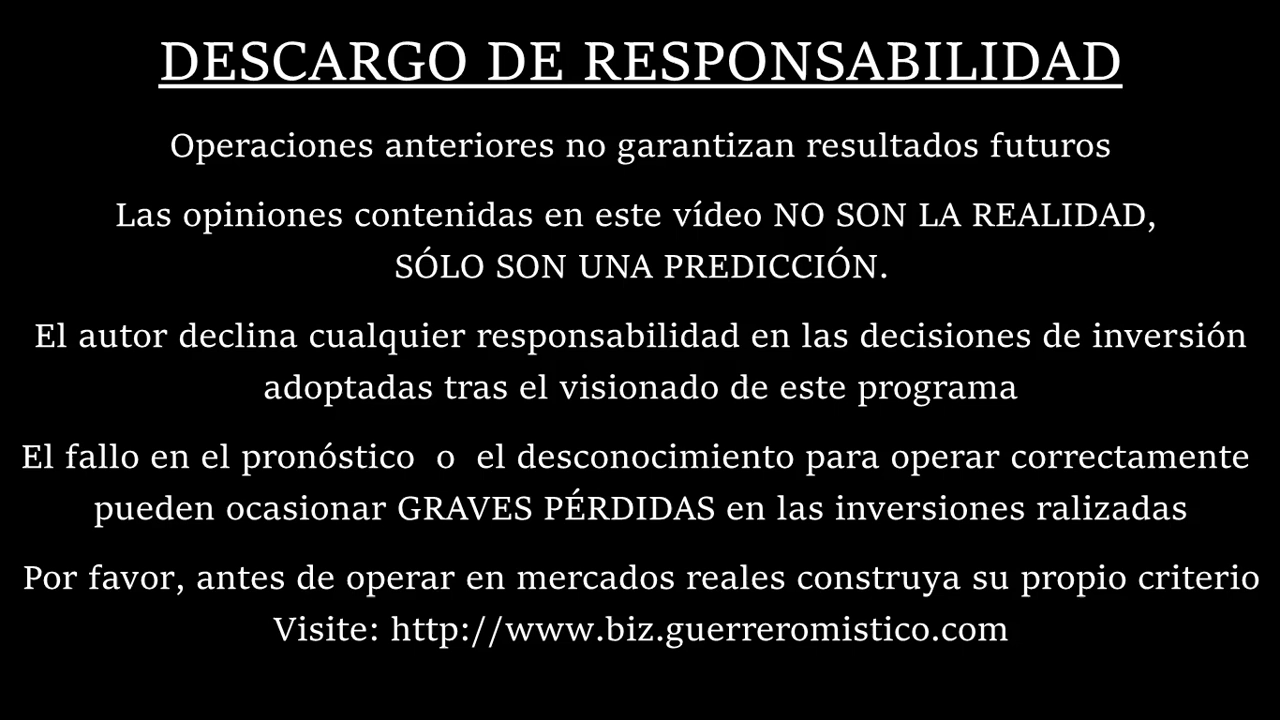 DESCARGO DE RESPONSABILIDAD
Operaciones anteriores no garantizan resultados futuros
Las opiniones contenidas en este vídeo NO SON LA REALIDAD,
SÓLO SON UNA PREDICCIÓN.
El autor declina cualquier responsabilidad en las decisiones de inversión
adoptadas tras el visionado de este programa
El fallo en el pronóstico o el desconocimiento para operar correctamente
pueden ocasionar GRAVES PÉRDIDAS en las inversiones ralizadas
Por favor, antes de operar en mercados reales construya su propio criterio
Visite: http://www.biz.guerreromistico.com